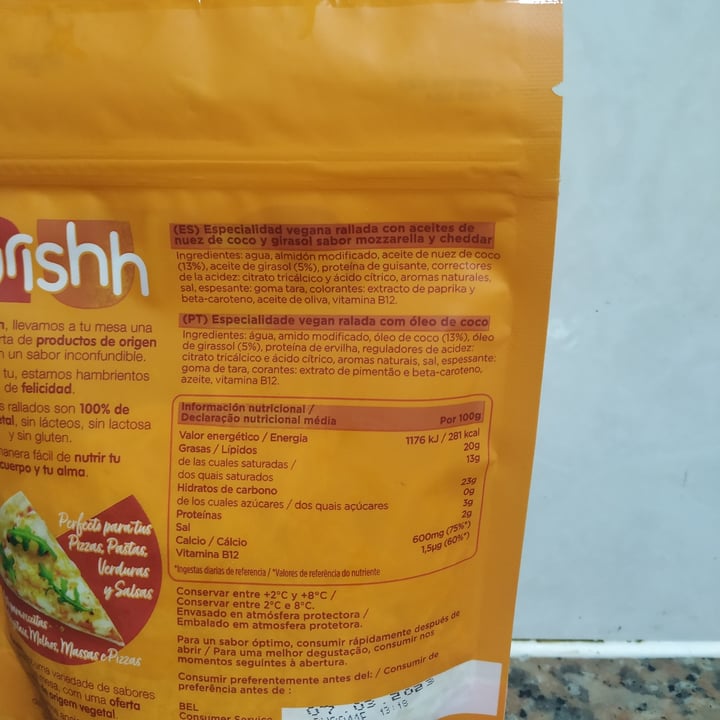 rishh
llevamos a tu mesa una
de productos de origen
un sabor inconfundible.
tu, estamos hambrientos
de felicidad.
rallados son 100% de
sin lácteos, sin lactosa
y sin gluten.
fácil de nutrir tu
cuerpo y tu alma.
Perfecto para tus
Pizzas, Pastas,
Verduras
y Salsas
Molhos, Massas e Pizzas
una variedade de sabores
com uma oferta
origem vegetal
(ES) Especialidad vegana rallada con aceites de
nuez de coco y girasol sabor mozzarella y cheddar
Ingredientes: agua, almidón modificado, aceite de nuez de coco
(13%), aceite de girasol (5%), proteína de guisante, correctores
de la acidez: citrato tricálcico y ácido cítrico, aromas naturales,
sal, espesante: goma tara, colorantes: extracto de paprika y
beta-caroteno, aceite de oliva, vitamina B12.
(PT) Especialidade vegan ralada com óleo de coco
Ingredientes: água, amido modificado, óleo de coco (13%), óleo
de girassol (5%), proteína de ervilha, reguladores de acidez:
citrato tricálcico e ácido cítrico, aromas naturais, sal, espessante:
goma de tara, corantes: extrato de pimentão e beta-caroteno,
azeite, vitamina B12.
Información nutricional /
Declaração nutricional média Por 100g
Valor energético / Energia 1176 kJ / 281 kcal
Grasas / Lípidos 20g
de las cuales saturadas / 13g
dos quais saturados
Hidratos de carbono 23g
de los cuales azúcares / dos quais açúcares 0g
Proteínas 3g
Sal 2g
Calcio / Cálcio 600mg (75%*)
Vitamina B12 1,5µg (60%*)
*Ingestas diarias de referencia / *Valores de referência do nutriente
Conservar entre +2°C y +8°C /
Conservar entre 2°C e 8°C.
Envasado en atmósfera protectora /
Embalado em atmosfera protetora.
Para un sabor óptimo, consumir rápidamente después de
abrir / Para uma melhor degustação, consumir nos
momentos seguintes à abertura.
Consumir preferentemente antes del: / Consumir de
preferência antes de :
07.03.2023
13:19
BEL
Consumer Service